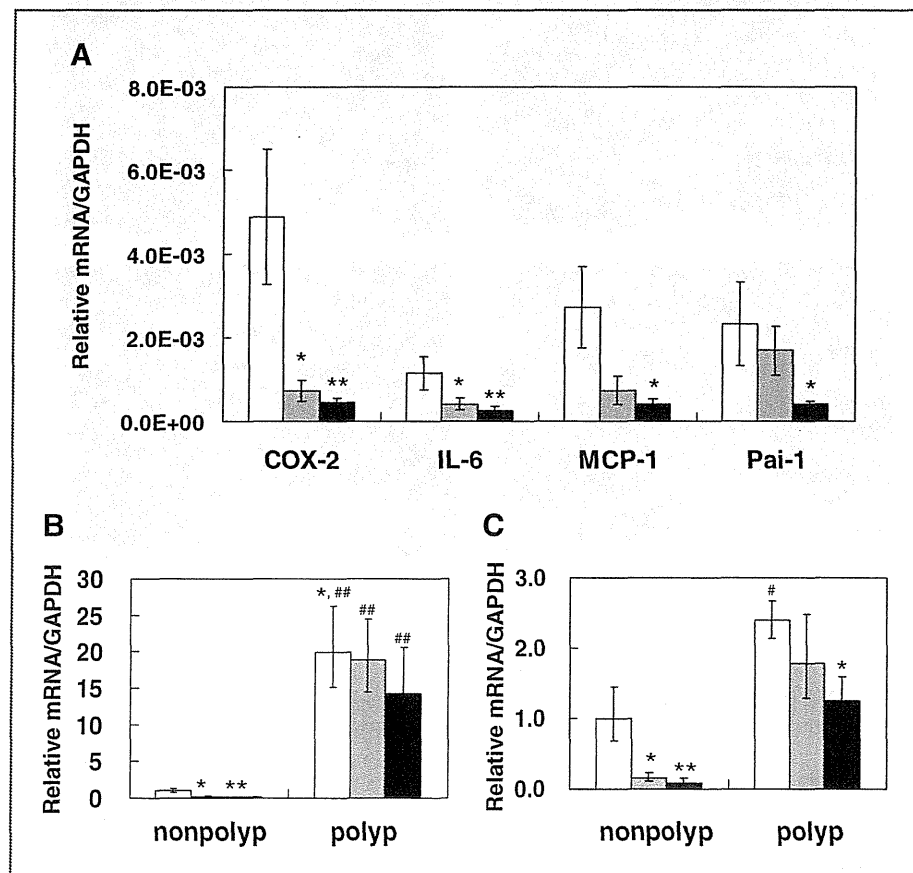 A
Relative mRNA/GAPDH
8.0E-03
6.0E-03
4.0E-03
2.0E-03
0.0E+00
* ** * ** * *
COX-2 IL-6 MCP-1 Pai-1
B
Relative mRNA/GAPDH
30
25
20
15
10
5
0
* **
*, ## ## ##
nonpolyp polyp
C
Relative mRNA/GAPDH
3.0
2.0
1.0
0.0
* **
# *
nonpolyp polyp